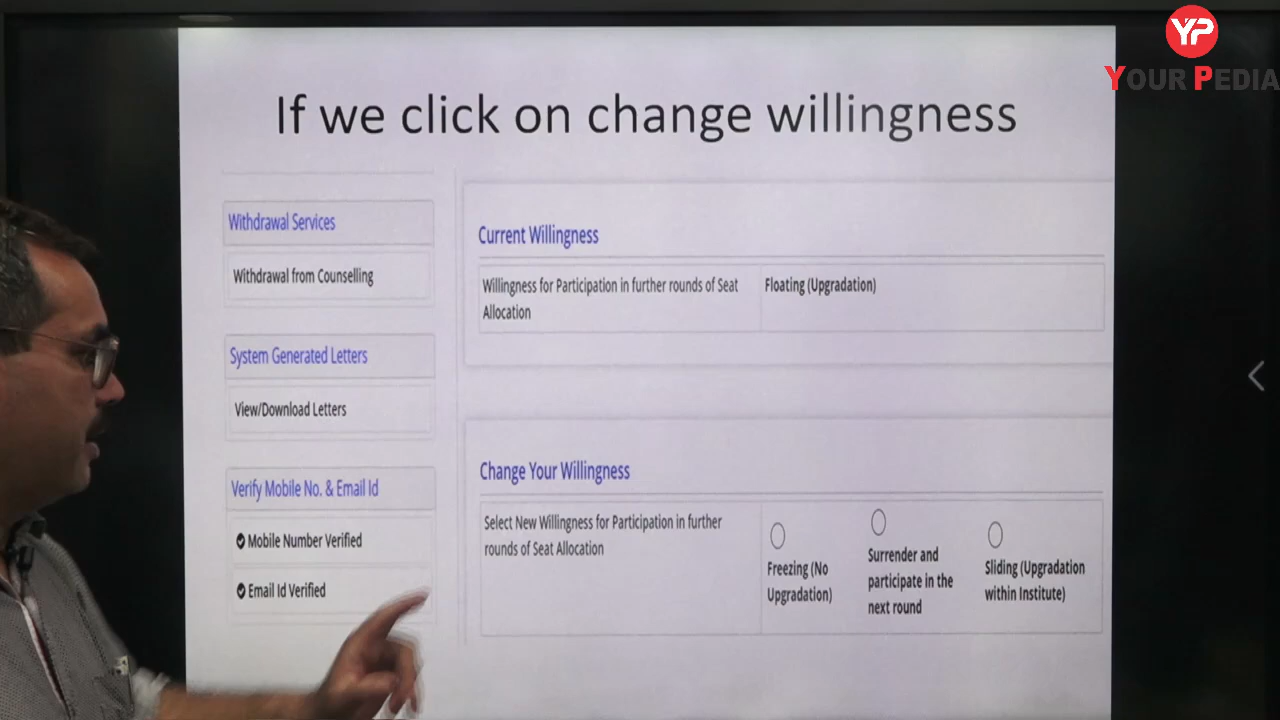 YP
YOUR PEDIA
If we click on change willingness
Withdrawal Services
Withdrawal from Counselling
System Generated Letters
View/Download Letters
Verify Mobile No. & Email Id
Mobile Number Verified
Email Id Verified
Current Willingness
Willingness for Participation in further rounds of Seat
Allocation
Floating (Upgradation)
Change Your Willingness
Select New Willingness for Participation in further
rounds of Seat Allocation
Freezing (No
Upgradation)
Surrender and
participate in the
next round
Sliding (Upgradation
within Institute)